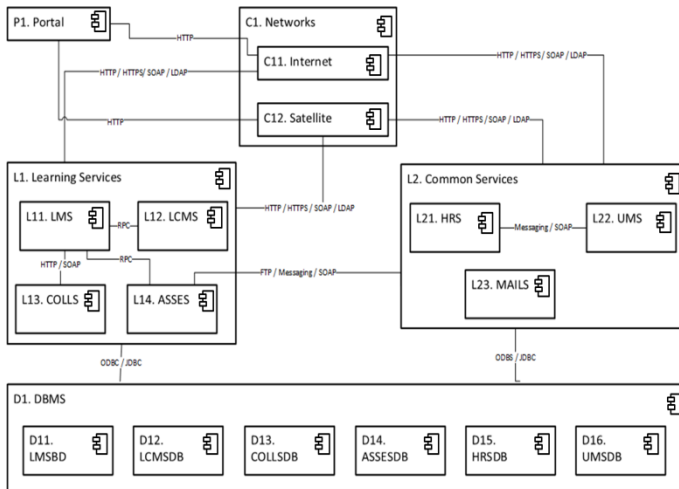 P1. Portal
C1. Networks
HTTP
C11. Internet
HTTP / HTTPS/ SOAP / LDAP
HTTP / HTTPS / SOAP / LDAP
C12. Satellite
HTTP
HTTP / HTTPS / SOAP / LDAP
L1. Learning Services
L2. Common Services
L11. LMS
RPC
L12. LCMS
HTTP / HTTPS / SOAP / LDAP
L21. HRS
Messaging / SOAP
L22. UMS
HTTP / SOAP
RPC
FTP / Messaging / SOAP
L13. COLLS
L14. ASSES
L23. MAILS
ODBC / JDBC
ODBS / JDBC
D1. DBMS
D11.
LMSBD
D12.
LCMSDB
D13.
COLLSDB
D14.
ASSESDB
D15.
HRSDB
D16.
UMSDB